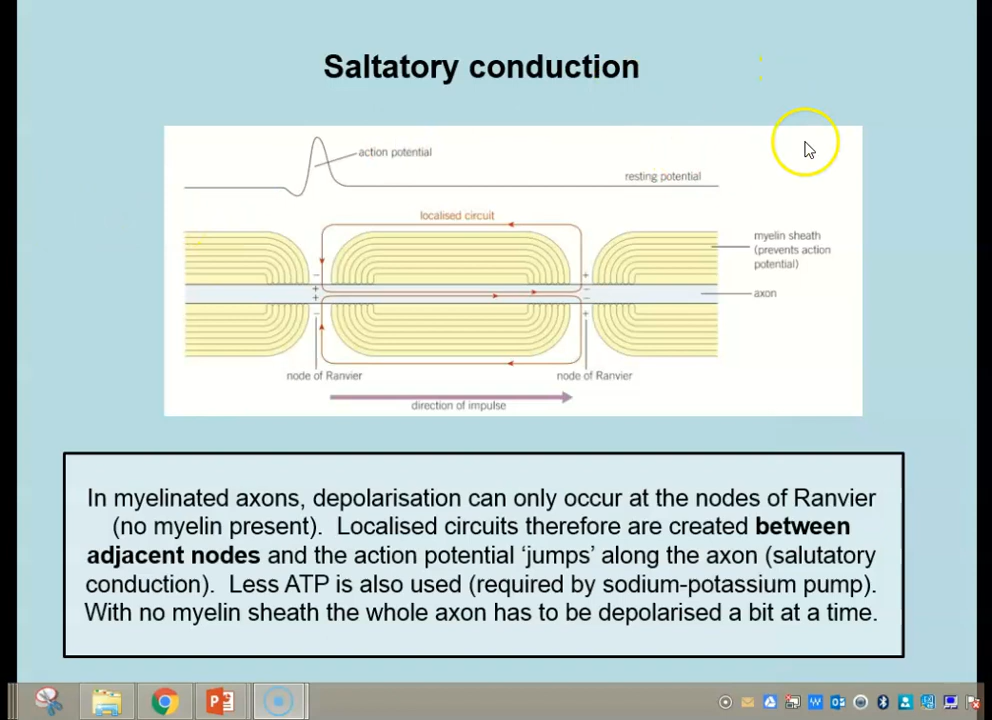 Saltatory conduction
action potential
resting potential
localised circuit
myelin sheath
(prevents action
potential)
axon
node of Ranvier
node of Ranvier
direction of impulse
In myelinated axons, depolarisation can only occur at the nodes of Ranvier
(no myelin present). Localised circuits therefore are created between
adjacent nodes and the action potential ‘jumps’ along the axon (salutatory
conduction). Less ATP is also used (required by sodium-potassium pump).
With no myelin sheath the whole axon has to be depolarised a bit at a time.